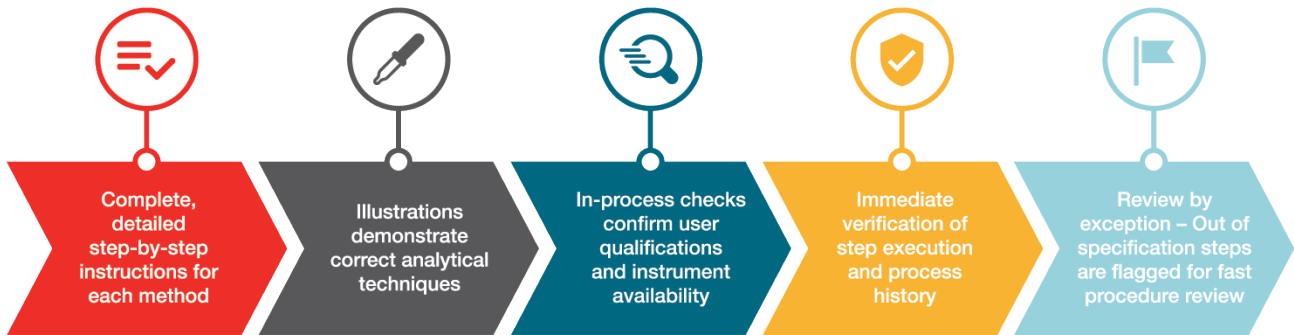 Complete,
detailed
step-by-step
instructions for
each method
Illustrations
demonstrate
correct analytical
techniques
In-process checks
confirm user
qualifications
and instrument
availability
Immediate
verification of
step execution
and process
history
Review by
exception – Out of
specification steps
are flagged for fast
procedure review